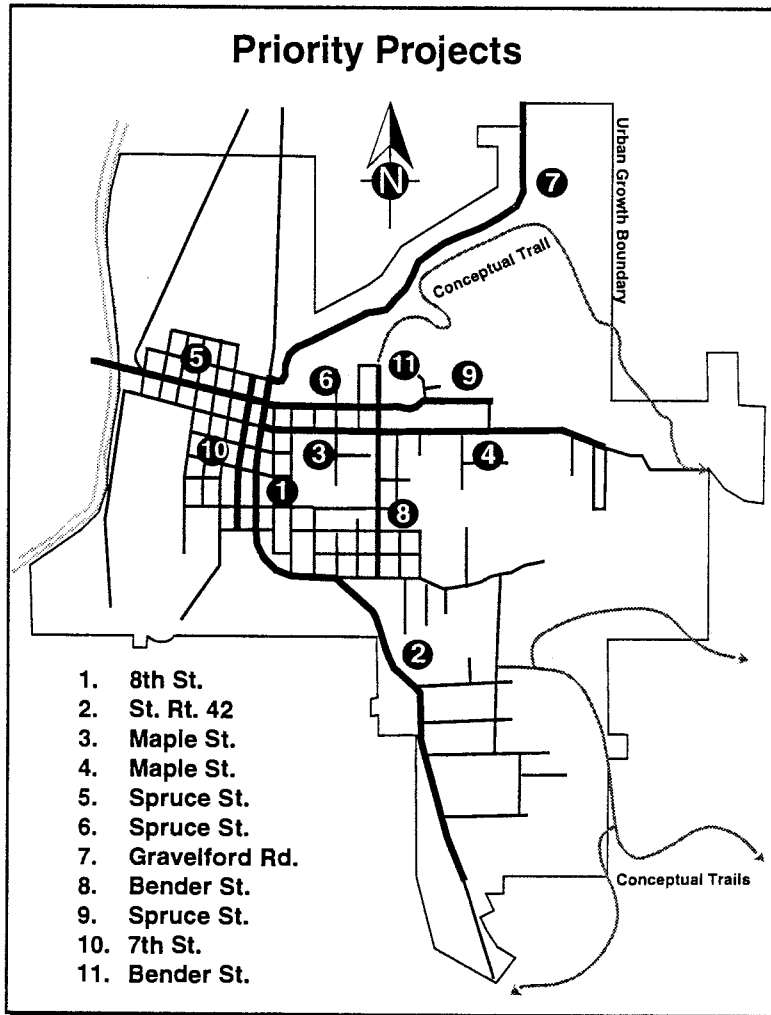 Priority Projects
N
Urban Growth Boundary
7
Conceptual Trail
5
6
11
9
10
3
4
1
8
2
1. 8th St.
2. St. Rt. 42
3. Maple St.
4. Maple St.
5. Spruce St.
6. Spruce St.
7. Gravelford Rd.
8. Bender St.
9. Spruce St.
10. 7th St.
11. Bender St.
Conceptual Trails